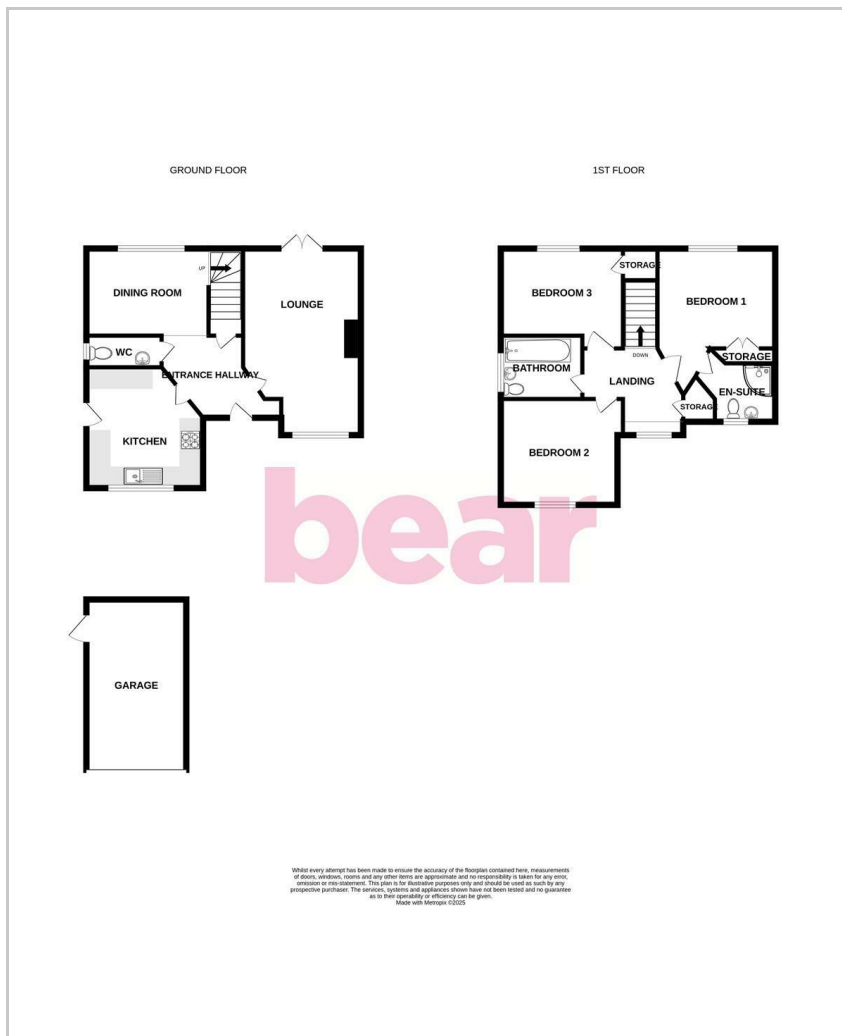 GROUND FLOOR
1ST FLOOR
UP
DINING ROOM
LOUNGE
WC
ENTRANCE HALLWAY
KITCHEN
STORAGE
BEDROOM 3
BEDROOM 1
DOWN
STORAGE
BATHROOM
LANDING
EN-SUITE
STORAGE
BEDROOM 2
bear
GARAGE
Whilst every attempt has been made to ensure the accuracy of the floorplan contained here, measurements
of doors, windows, rooms and any other items are approximate and no responsibility is taken for any error,
omission or mis-statement. This plan is for illustrative purposes only and should be used as such by any
prospective purchaser. The services, systems and appliances shown have not been tested and no guarantee
as to their operability or efficiency can be given.
Made with Metropix ©2025